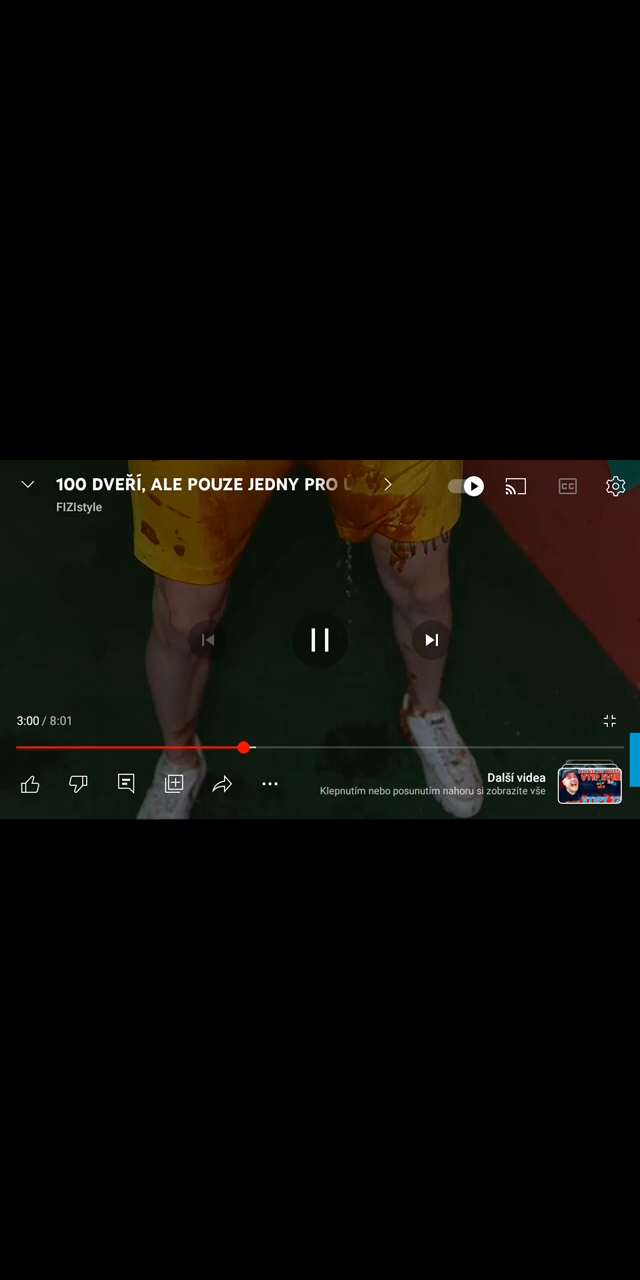 100 DVEŘÍ, ALE POUZE JEDNY PRO
FIZIstyle
CC
3:00 / 8:01
Další videa
Klepnutím nebo posunutím nahoru si zobrazíte vše